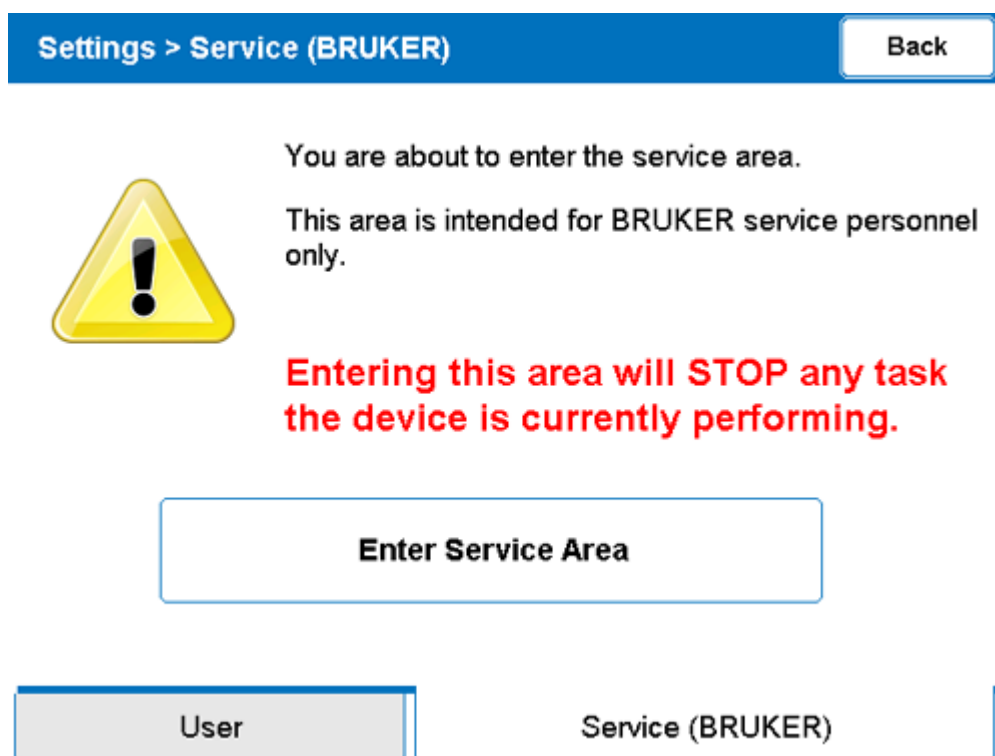 Settings > Service (BRUKER)
Back
You are about to enter the service area.
This area is intended for BRUKER service personnel
only.
Entering this area will STOP any task
the device is currently performing.
Enter Service Area
User
Service (BRUKER)